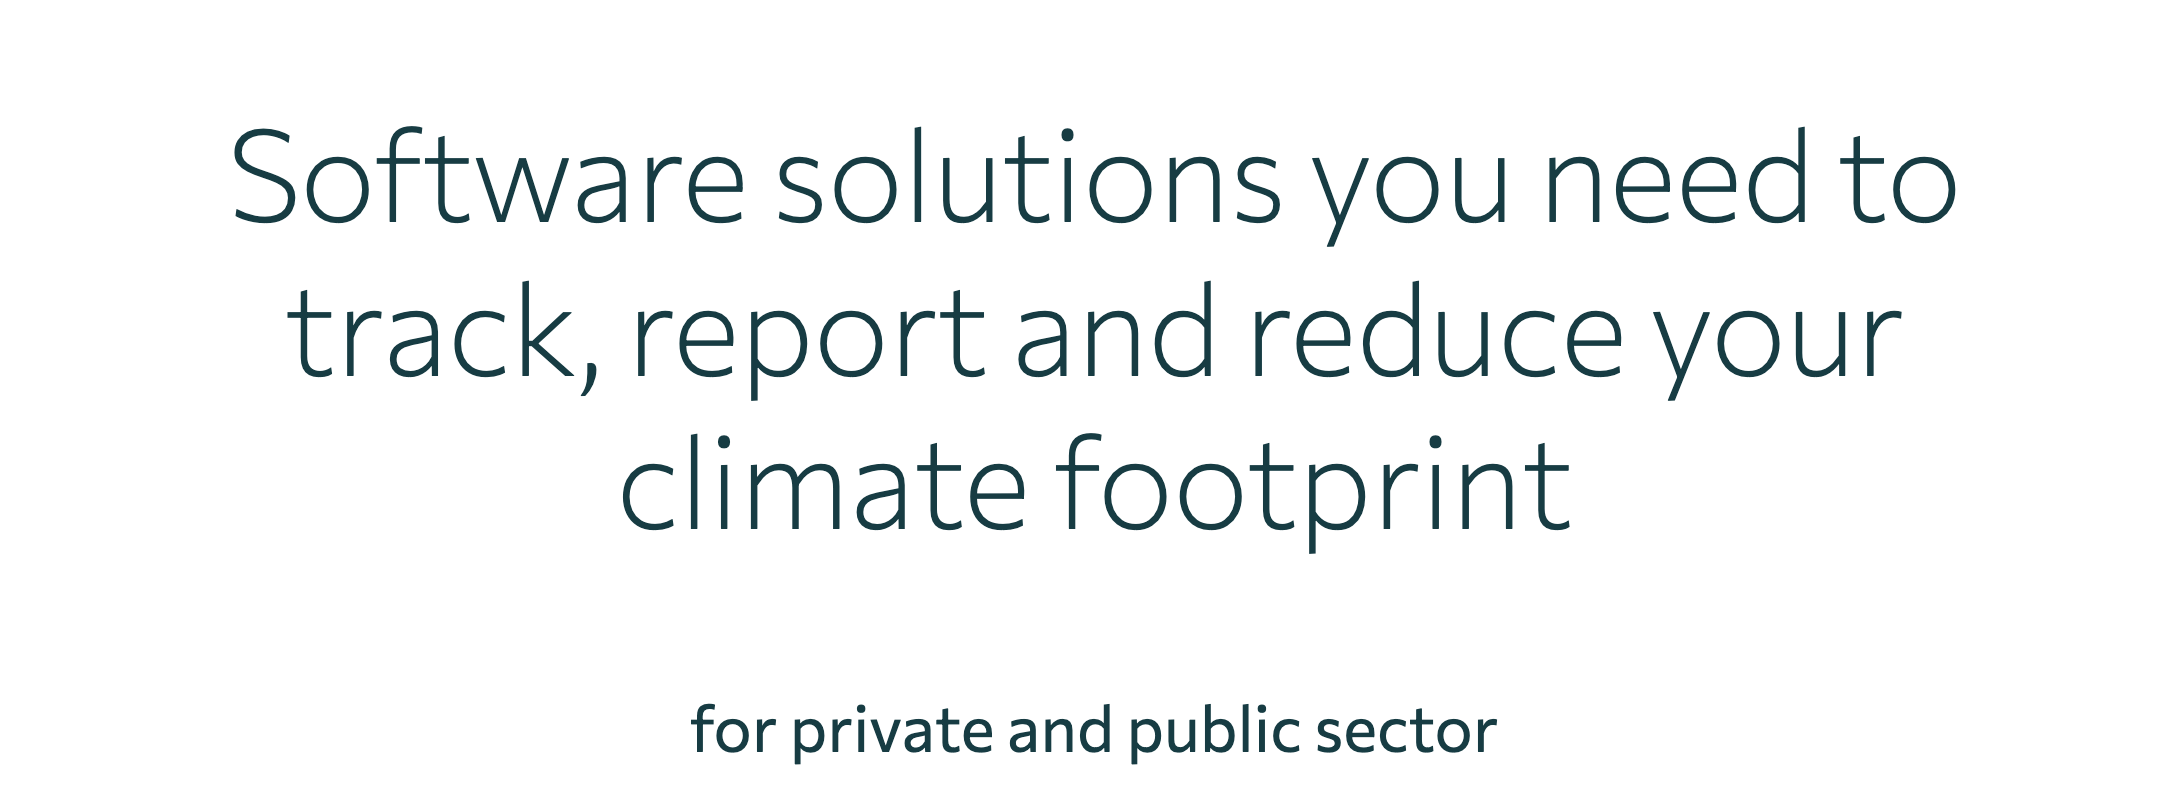 Software solutions you need to
track, report and reduce your
climate footprint
for private and public sector